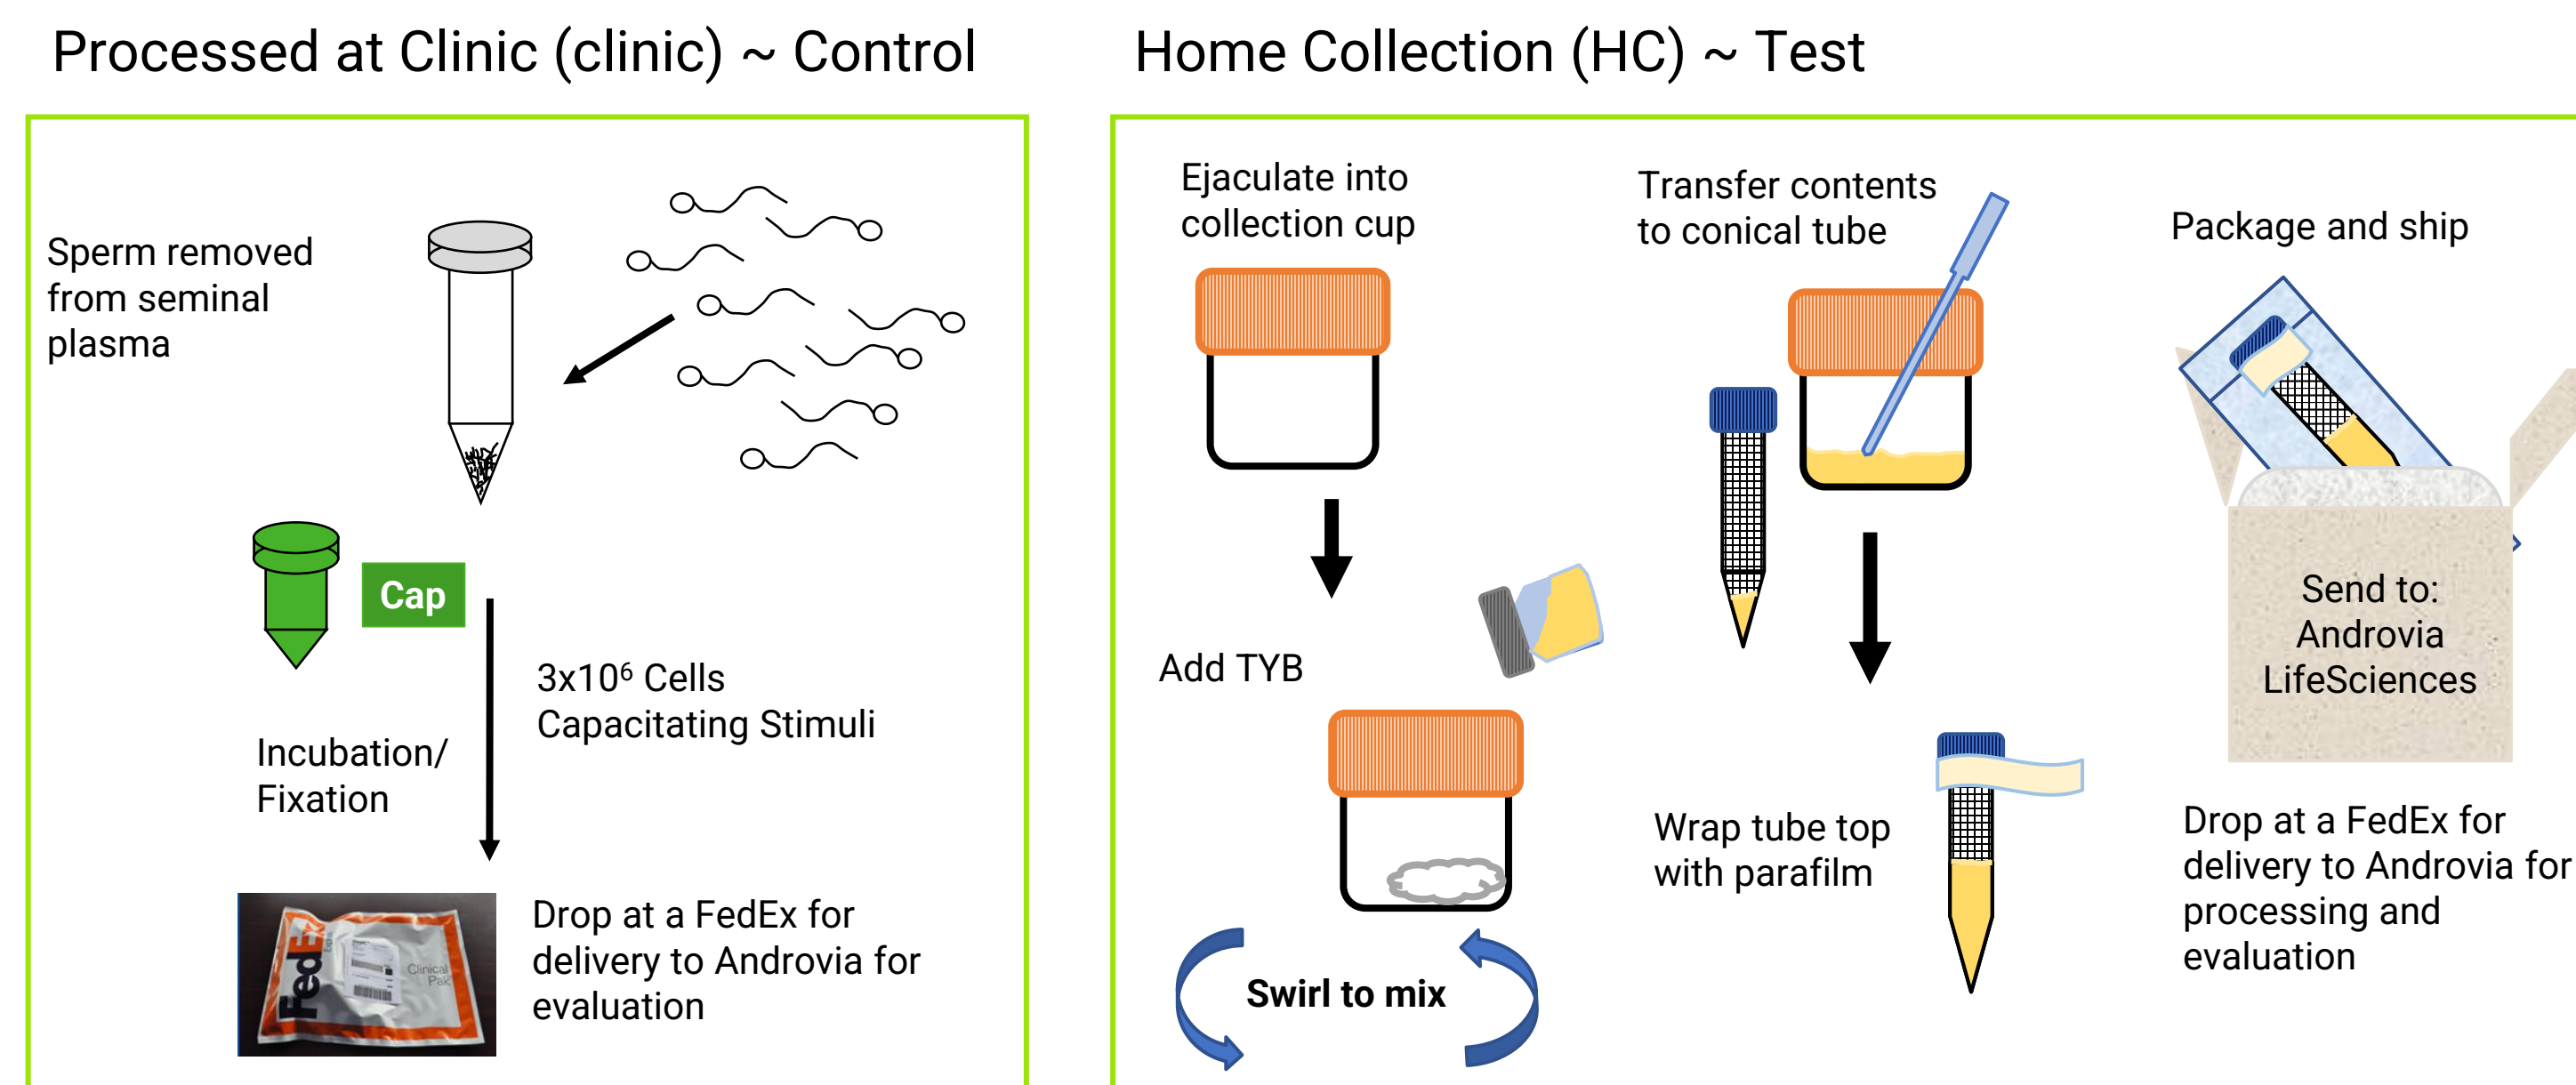 Processed at Clinic (clinic) ~ Control
Sperm removed
from seminal
plasma
Cap
3x10⁶ Cells
Capacitating Stimuli
Incubation/
Fixation
FedEx
Clinical
Pak
Drop at a FedEx for
delivery to Androvia for
evaluation
Home Collection (HC) ~ Test
Ejaculate into
collection cup
Add TYB
Swirl to mix
Transfer contents
to conical tube
Wrap tube top
with parafilm
Package and ship
Send to:
Androvia
LifeSciences
Drop at a FedEx for
delivery to Androvia for
processing and
evaluation